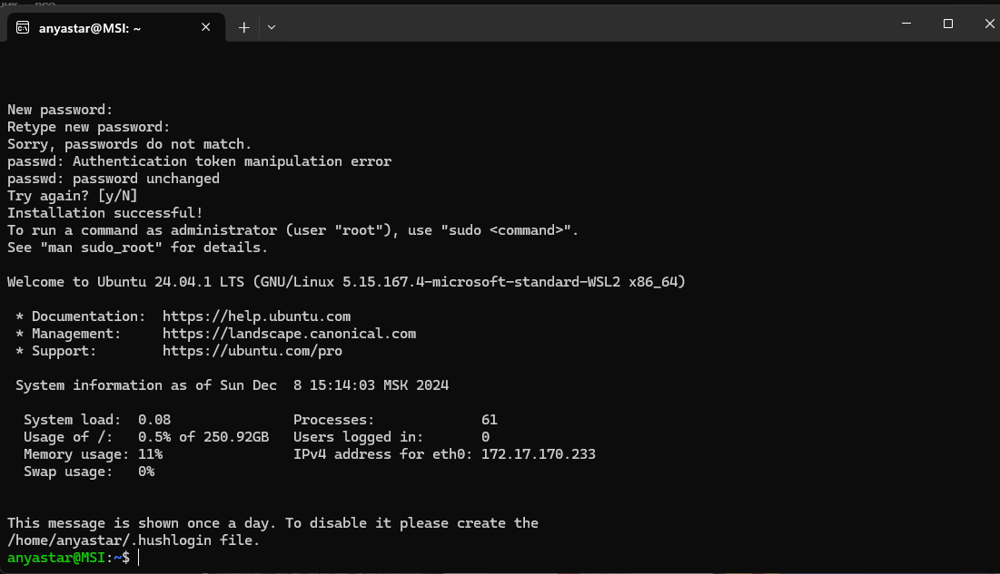 anyastar@MSI: ~
New password:
Retype new password:
Sorry, passwords do not match.
passwd: Authentication token manipulation error
passwd: password unchanged
Try again? [y/N]
Installation successful!
To run a command as administrator (user "root"), use "sudo <command>".
See "man sudo_root" for details.
Welcome to Ubuntu 24.04.1 LTS (GNU/Linux 5.15.167.4-microsoft-standard-WSL2 x86_64)
* Documentation:  https://help.ubuntu.com
* Management:     https://landscape.canonical.com
* Support:        https://ubuntu.com/pro
System information as of Sun Dec  8 15:14:03 MSK 2024
System load:  0.08               Processes:             61
Usage of /:   0.5% of 250.92GB   Users logged in:       0
Memory usage: 11%                IPv4 address for eth0: 172.17.170.233
Swap usage:   0%
This message is shown once a day. To disable it please create the
/home/anyastar/.hushlogin file.
anyastar@MSI:~$